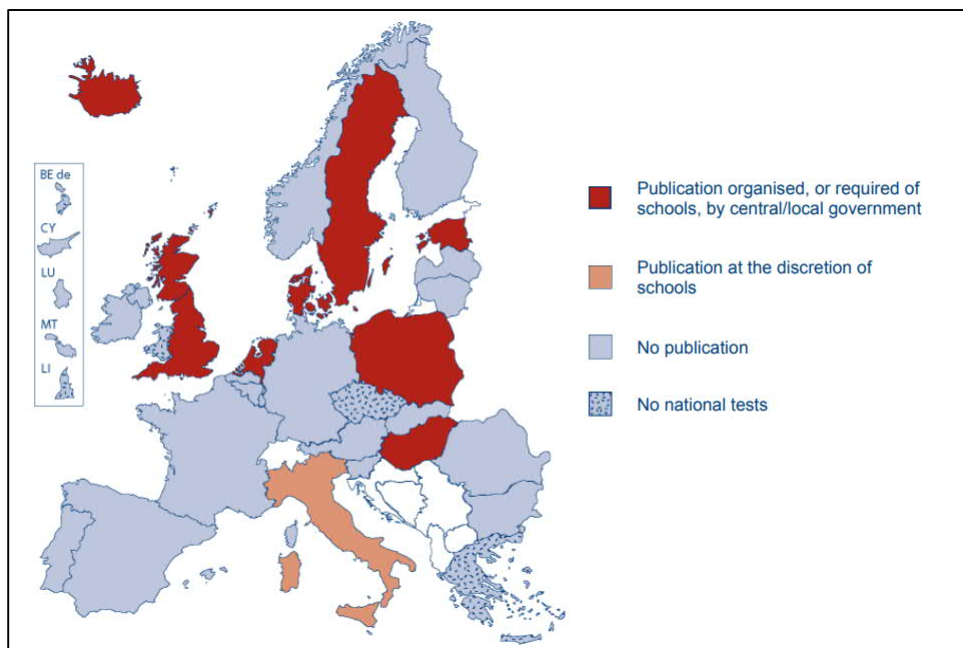 BE de
CY
LU
MT
LI
Publication organised, or required of
schools, by central/local government
Publication at the discretion of
schools
No publication
No national tests